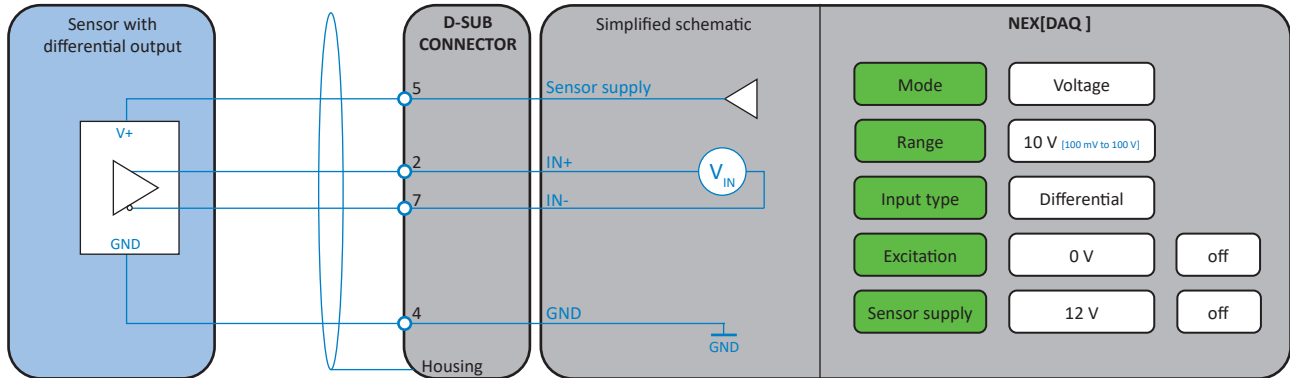 Sensor with
differential output
V+
GND
D-SUB
CONNECTOR
5
2
7
4
Housing
Simplified schematic
Sensor supply
IN+
V IN
IN-
GND
GND
NEX[DAQ ]
Mode Voltage
Range 10 V [100 mV to 100 V]
Input type Differential
Excitation 0 V off
Sensor supply 12 V off